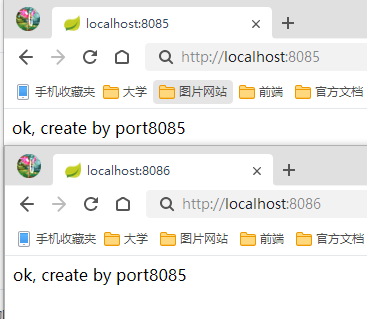 localhost:8085
http://localhost:8085
手机收藏夹 大学 图片网站 前端 官方文档
ok, create by port8085
localhost:8086
http://localhost:8086
手机收藏夹 大学 图片网站 前端 官方文档
ok, create by port8085